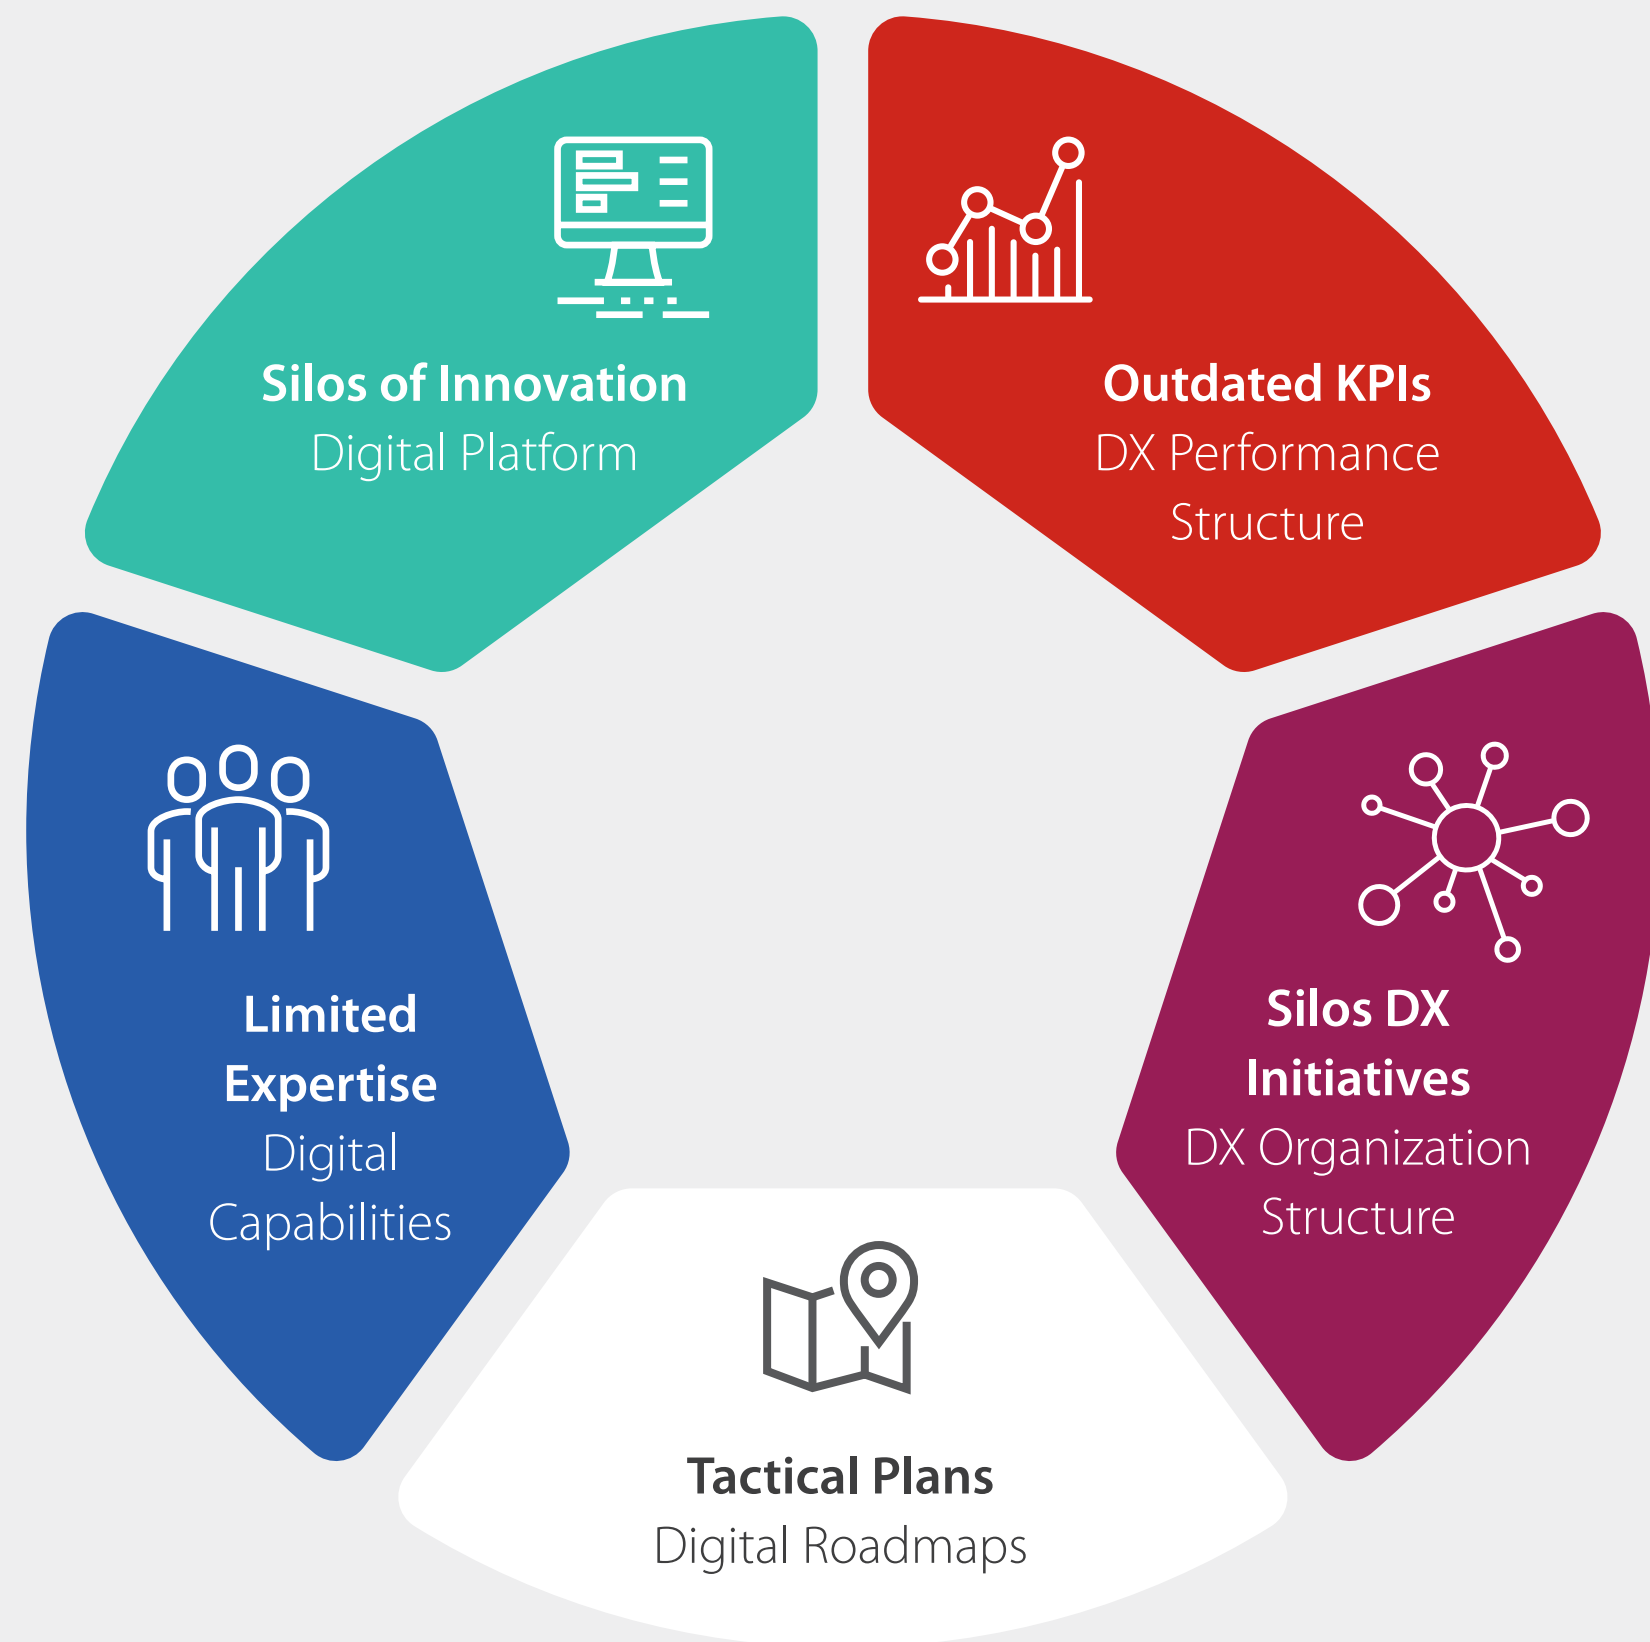 Silos of Innovation
Digital Platform
Outdated KPIs
DX Performance
Structure
Limited
Expertise
Digital
Capabilities
Silos DX
Initiatives
DX Organization
Structure
Tactical Plans
Digital Roadmaps